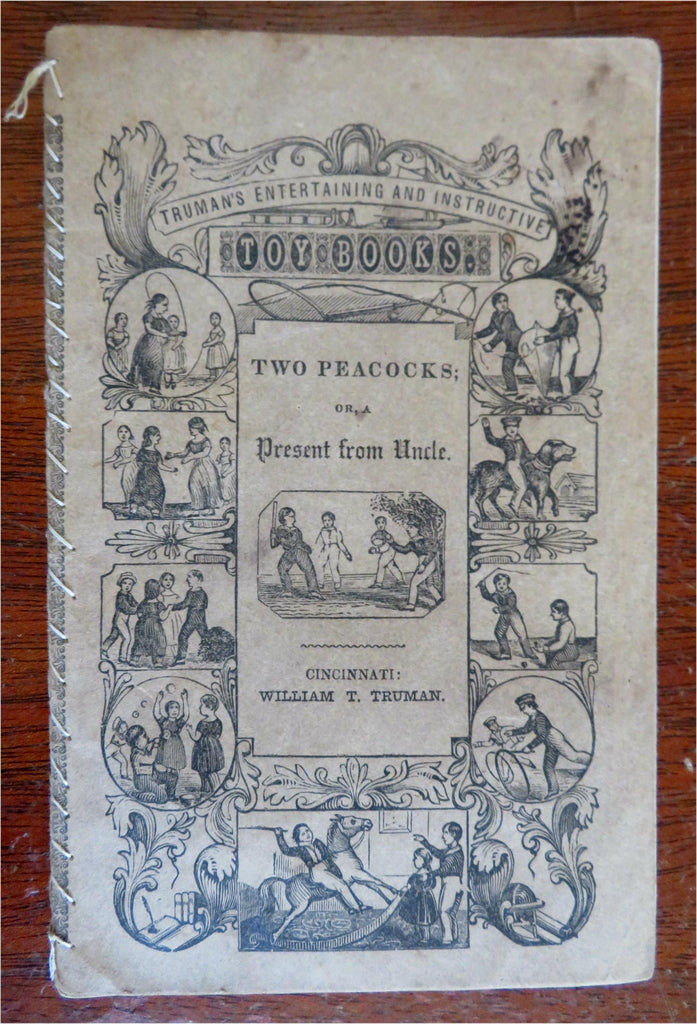 TRUMAN'S ENTERTAINING AND INSTRUCTIVE
TOY BOOKS.
TWO PEACOCKS;
OR, A
Present from Uncle.
CINCINNATI:
WILLIAM T. TRUMAN.